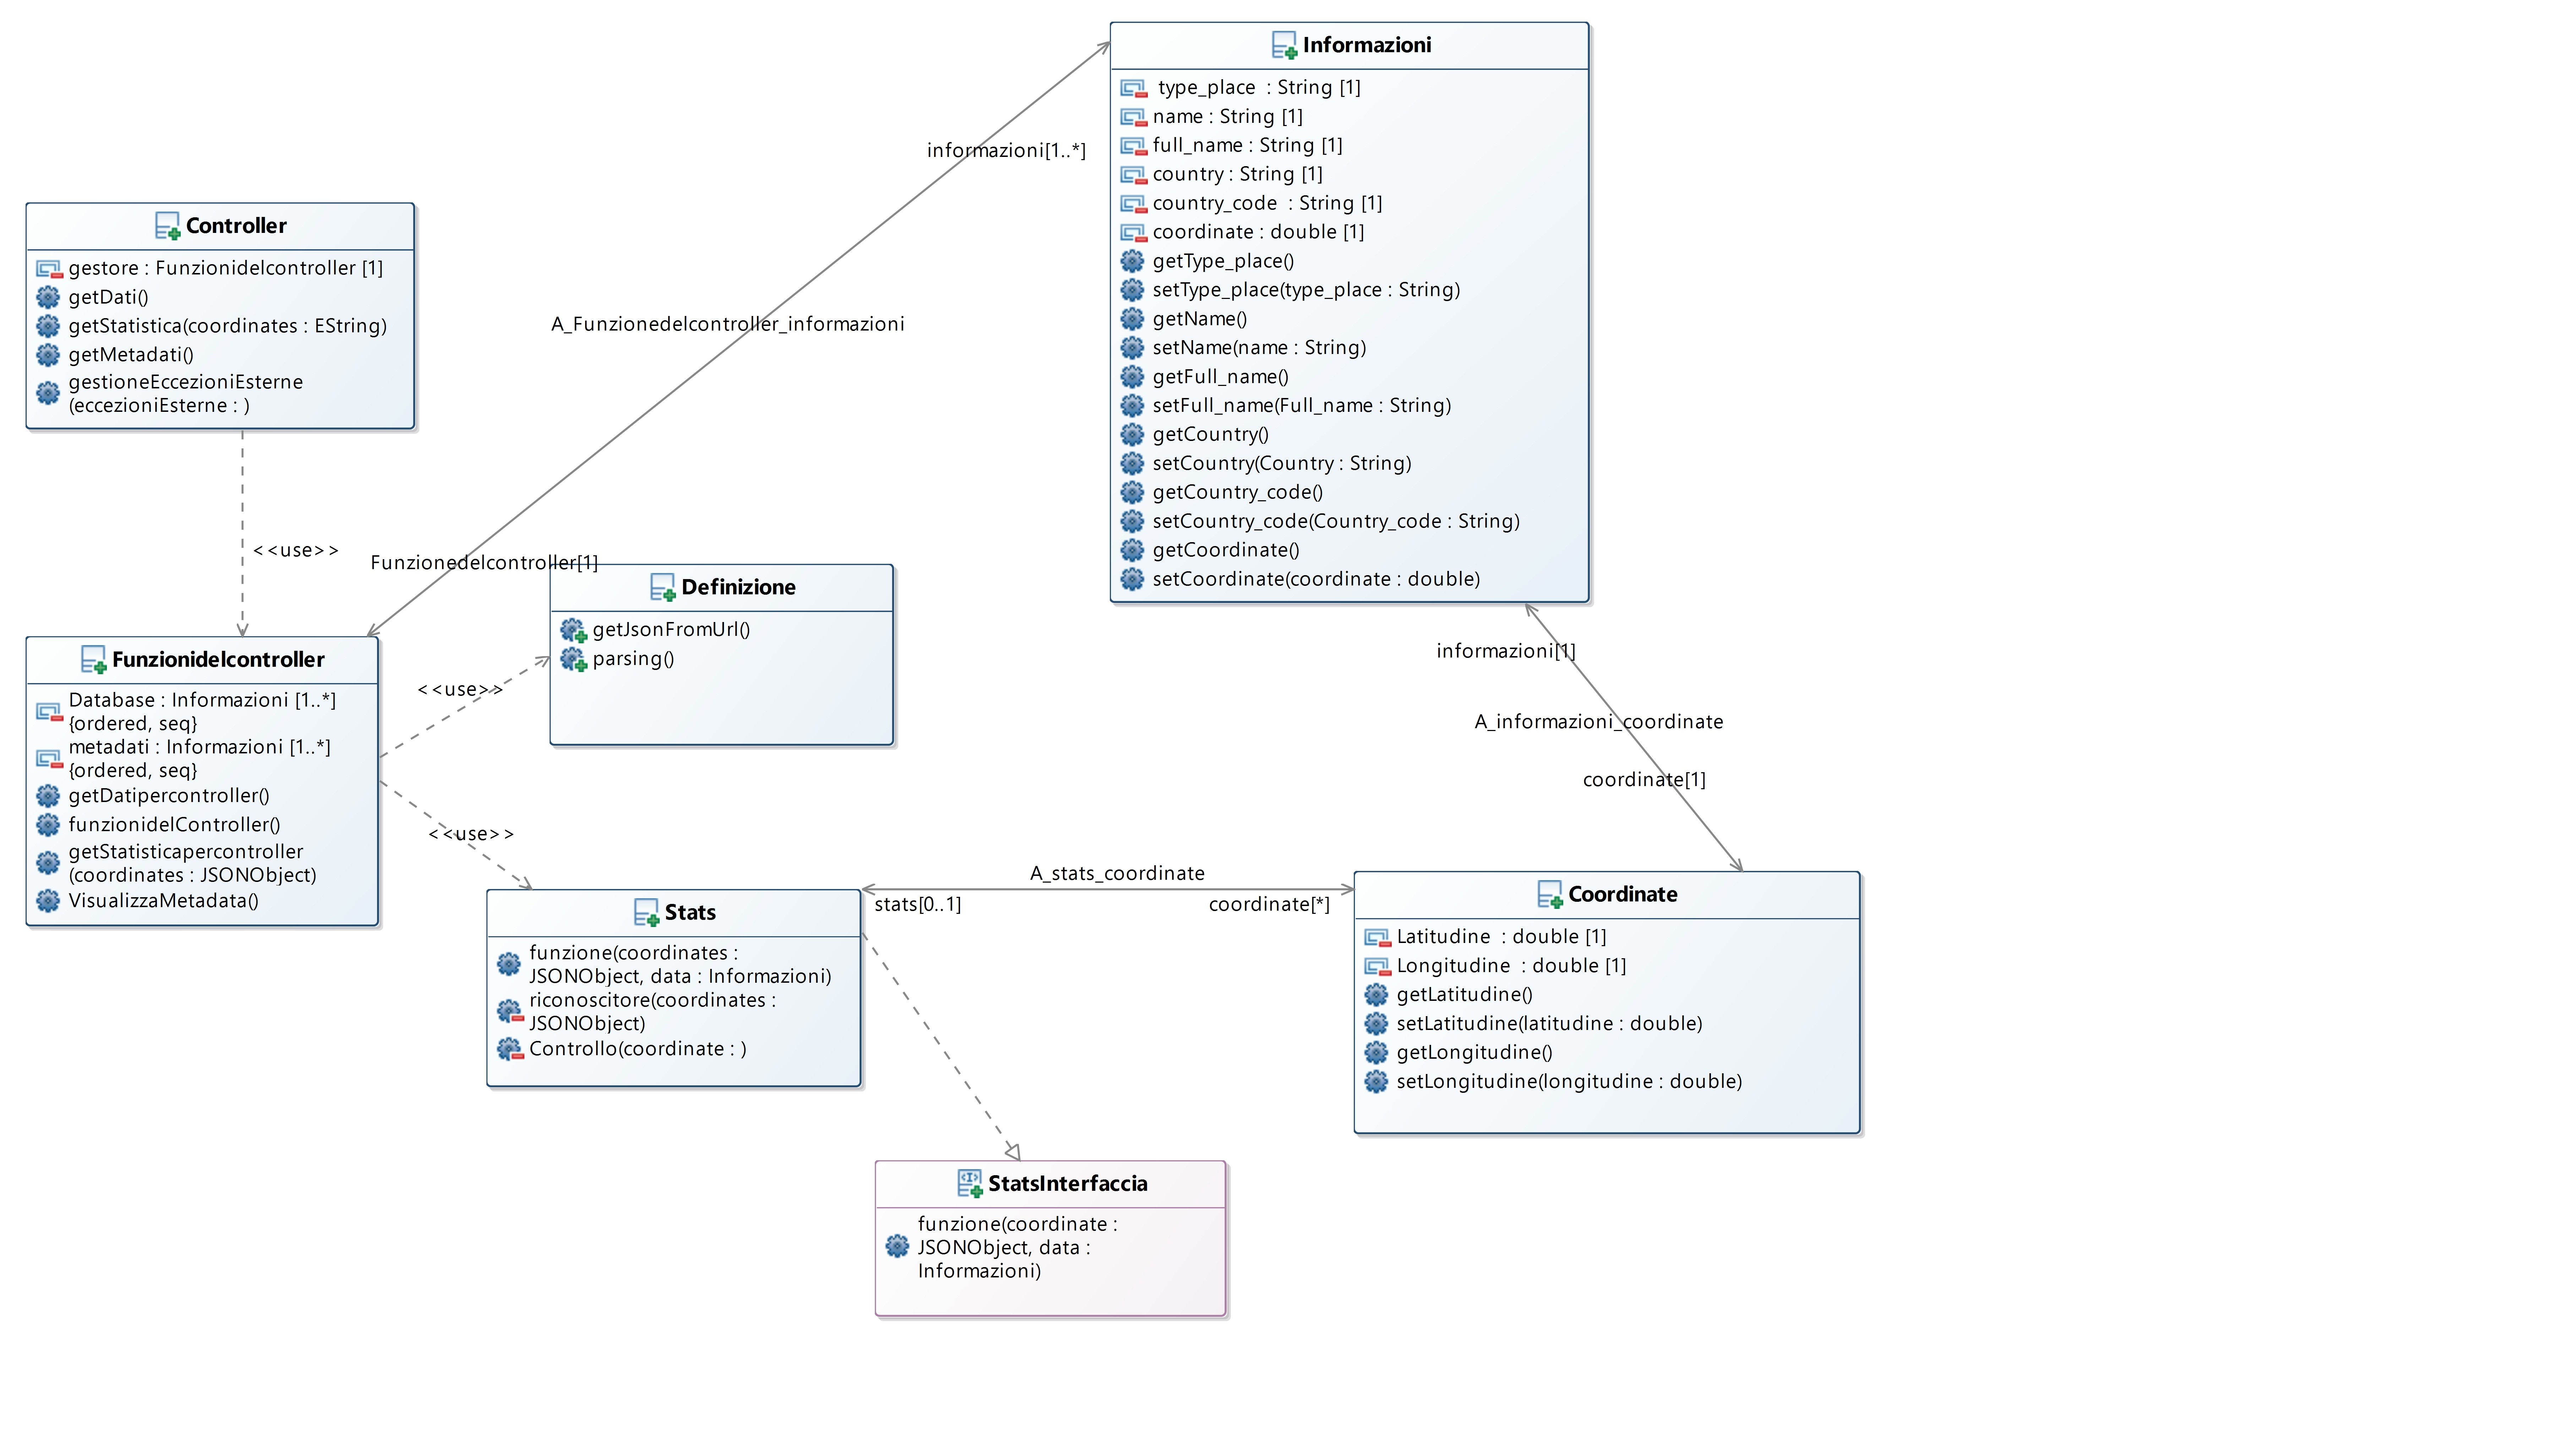 Informazioni
type_place : String [1]
name : String [1]
full_name : String [1]
country : String [1]
country_code : String [1]
coordinate : double [1]
getType_place()
setType_place(type_place : String)
getName()
setName(name : String)
getFull_name()
setFull_name(Full_name : String)
getCountry()
setCountry(Country : String)
getCountry_code()
setCountry_code(Country_code : String)
getCoordinate()
setCoordinate(coordinate : double)
informazioni[1..*]
A_Funzionedelcontroller_informazioni
Funzionedelcontroller[1]
Controller
gestore : Funzionidelcontroller [1]
getDati()
getStatistica(coordinates : EString)
getMetadati()
gestioneEccezioniEsterne
(eccezioniEsterne : )
<<use>>
Definizione
getJsonFromUrl()
parsing()
Funzionidelcontroller
Database : Informazioni [1..*]
{ordered, seq}
metadati : Informazioni [1..*]
{ordered, seq}
getDatipercontroller()
funzionidelController()
getStatisticapercontroller
(coordinates : JSONObject)
VisualizzaMetadata()
<<use>>
<<use>>
informazioni[1]
A_informazioni_coordinate
coordinate[1]
A_stats_coordinate
stats[0..1]
coordinate[*]
Stats
funzione(coordinates :
JSONObject, data : Informazioni)
riconoscitore(coordinates :
JSONObject)
Controllo(coordinate : )
Coordinate
Latitudine : double [1]
Longitudine : double [1]
getLatitudine()
setLatitudine(latitudine : double)
getLongitudine()
setLongitudine(longitudine : double)
StatsInterfaccia
funzione(coordinate :
JSONObject, data :
Informazioni)